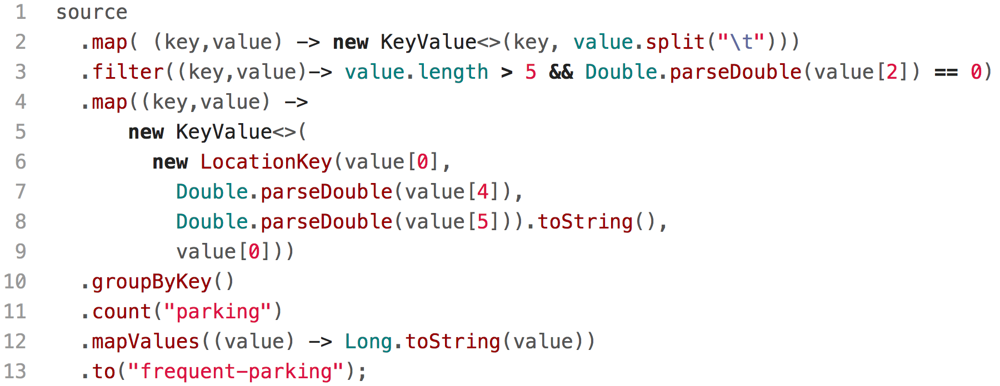 1 source
2 .map( (key,value) -> new KeyValue<>(key, value.split("\t")))
3 .filter((key,value)-> value.length > 5 && Double.parseDouble(value[2]) == 0)
4 .map((key,value) ->
5 new KeyValue<>(
6 new LocationKey(value[0],
7 Double.parseDouble(value[4]),
8 Double.parseDouble(value[5])).toString(),
9 value[0]))
10 .groupByKey()
11 .count("parking")
12 .mapValues((value) -> Long.toString(value))
13 .to("frequent-parking");